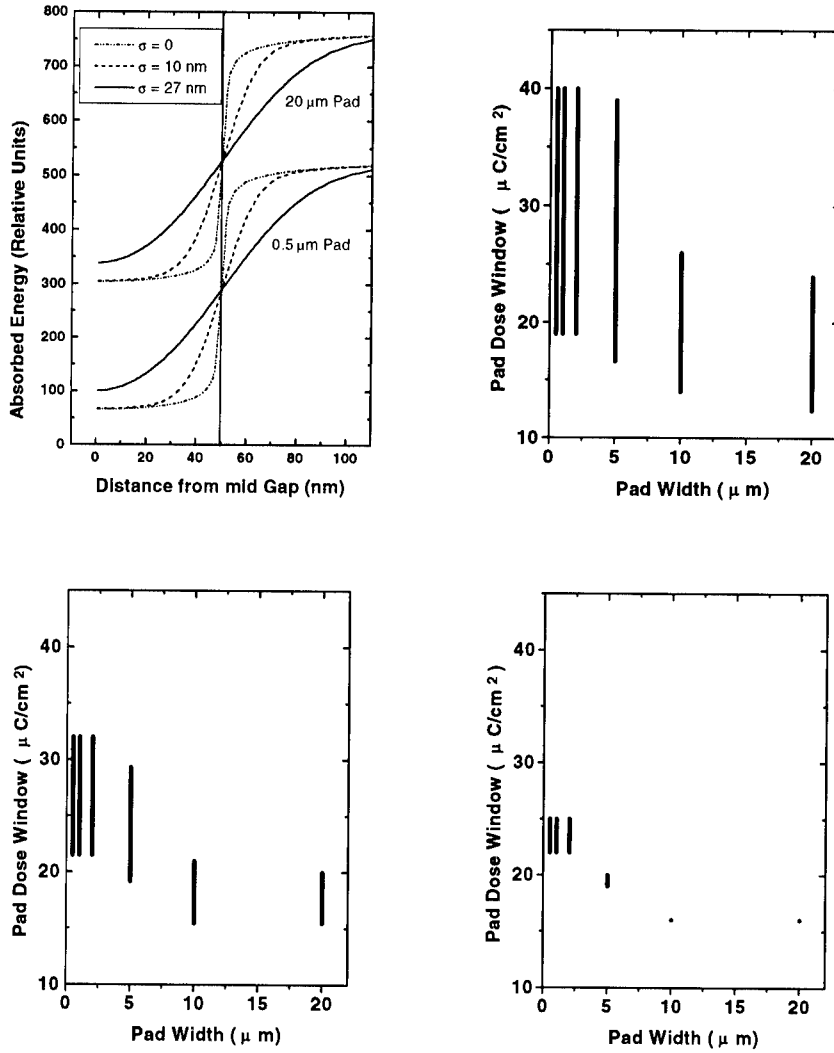 800
700
600
500
400
300
200
100
0
Absorbed Energy (Relative Units)
σ = 0
σ = 10 nm
σ = 27 nm
20 μm Pad
0.5 μm Pad
0 20 40 60 80 100
Distance from mid Gap (nm)
40
30
20
10
Pad Dose Window ( μ C/cm 2 )
0 5 10 15 20
Pad Width ( μ m)
40
30
20
10
Pad Dose Window ( μ C/cm 2 )
0 5 10 15 20
Pad Width ( μ m)
40
30
20
10
Pad Dose Window ( μ C/cm 2 )
0 5 10 15 20
Pad Width ( μ m)